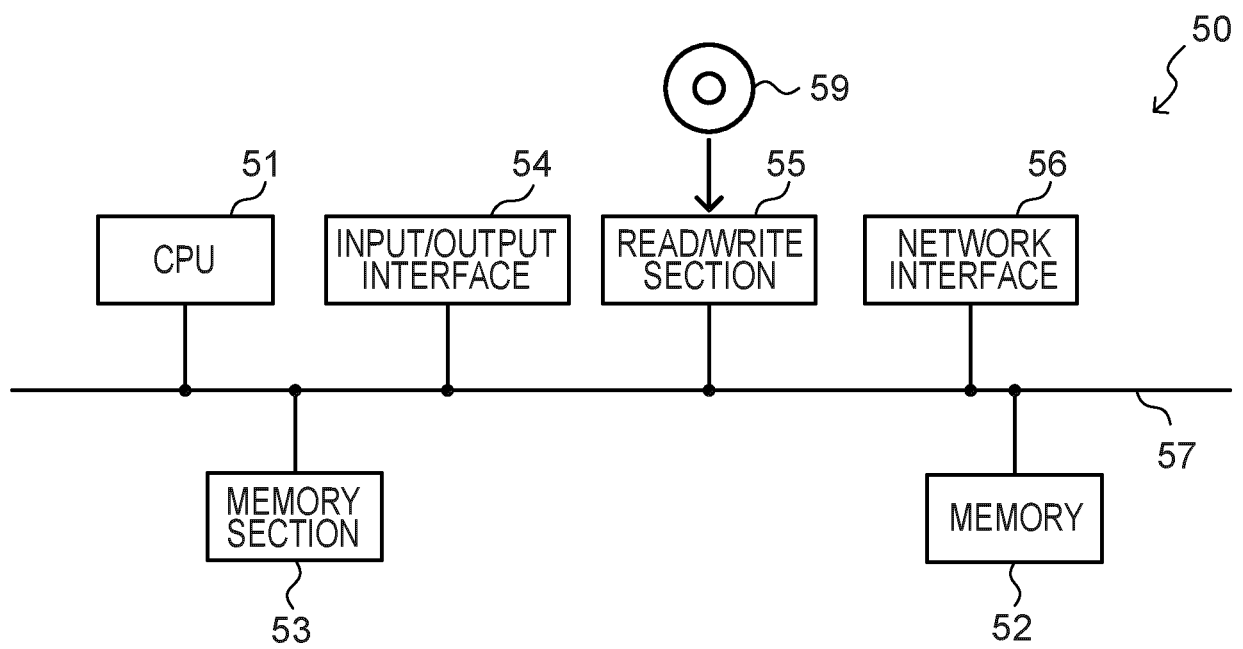 50
59
51
54
55
56
CPU
INPUT/OUTPUT
INTERFACE
READ/WRITE
SECTION
NETWORK
INTERFACE
57
MEMORY
SECTION
MEMORY
53
52